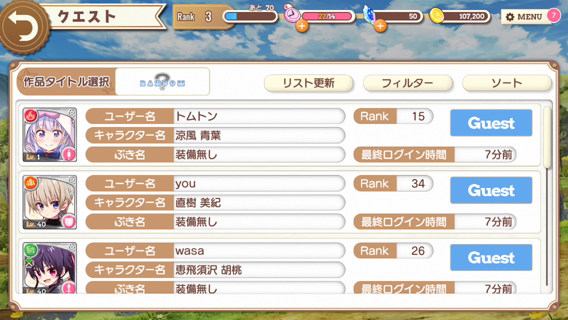 クエスト
Rank 3
あと 70
22/14
50
107,200
MENU
?
作品タイトル選択
RANDOM
リスト更新
フィルター
ソート
ユーザー名 トムトン Rank 15
キャラクター名 涼風 青葉
ぶき名 装備無し 最終ログイン時間 7分前
Lv. 1
Guest
ユーザー名 you Rank 34
キャラクター名 直樹 美紀
ぶき名 装備無し 最終ログイン時間 7分前
Lv. 40
Guest
ユーザー名 wasa Rank 26
キャラクター名 恵飛須沢 胡桃
ぶき名 装備無し 最終ログイン時間 7分前
Lv. 40
Guest